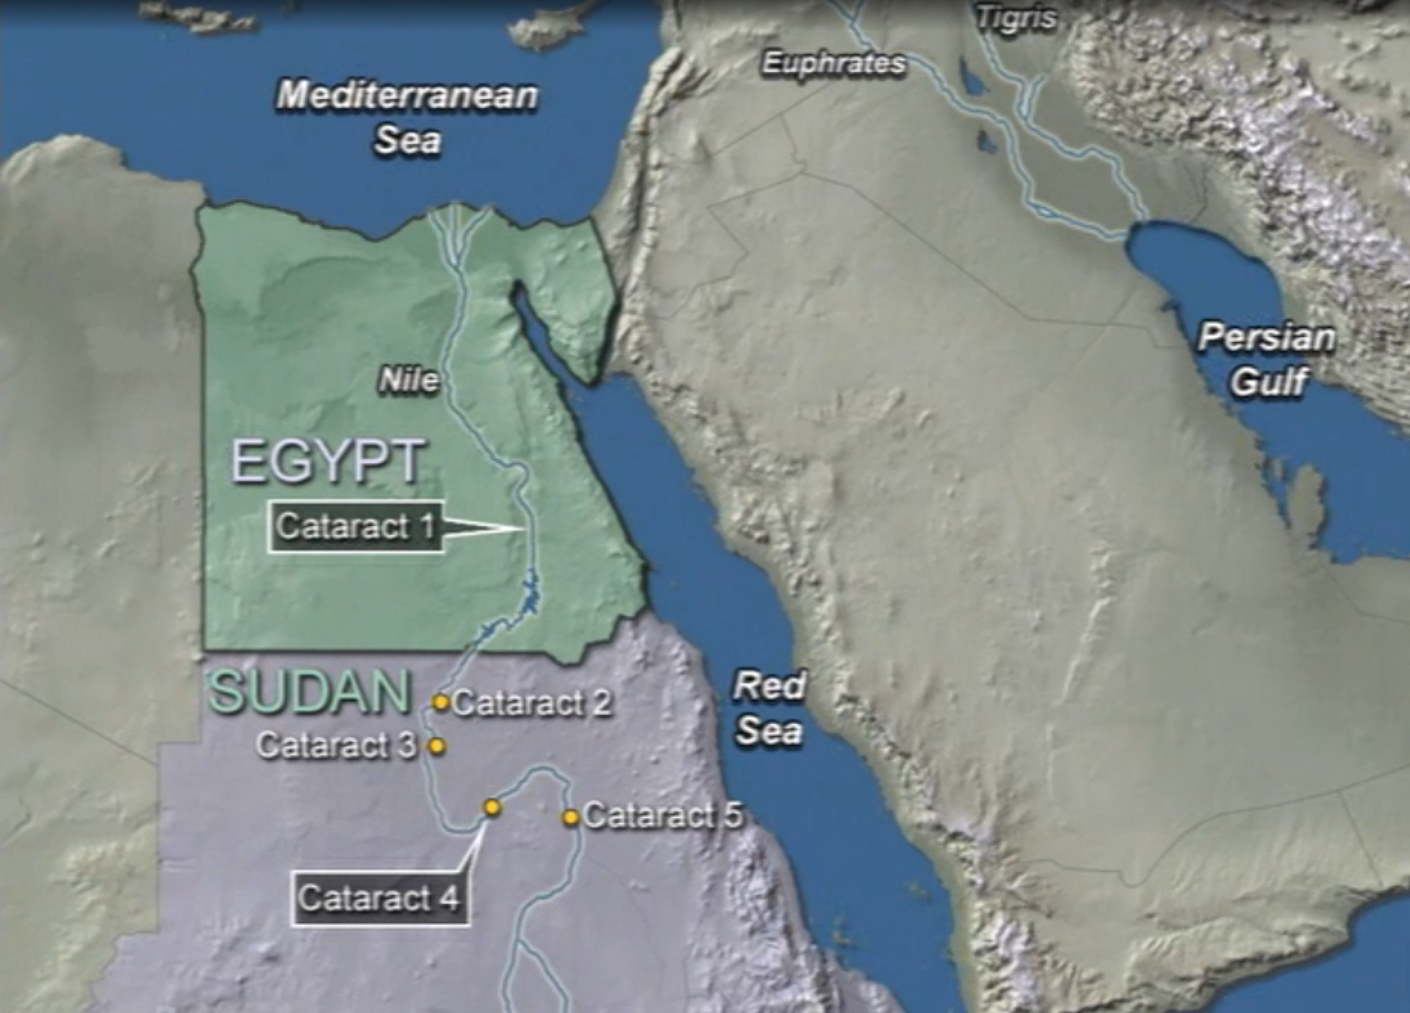 Tigris
Euphrates
Mediterranean
Sea
Persian
Gulf
Nile
EGYPT
Cataract 1
SUDAN
Cataract 2
Red
Sea
Cataract 3
Cataract 5
Cataract 4